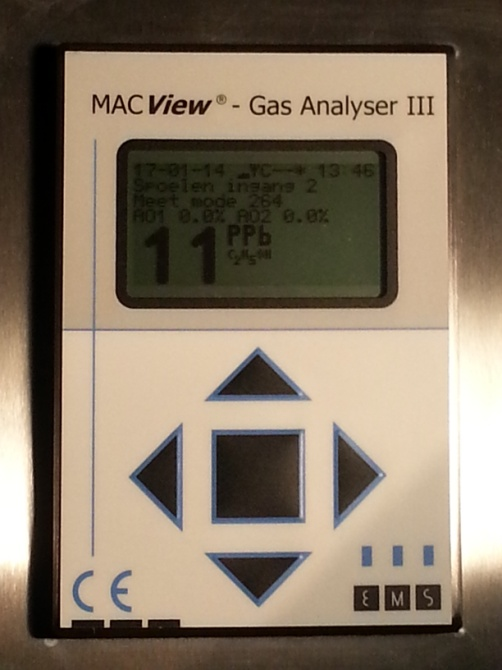 MACView® - Gas Analyser III
17-01-14 13:46
Spoelen ingang 2
Meet mode 264
AO1 0.0% AO2 0.0%
11 PPb
C₂H₅OH
CE
EMS